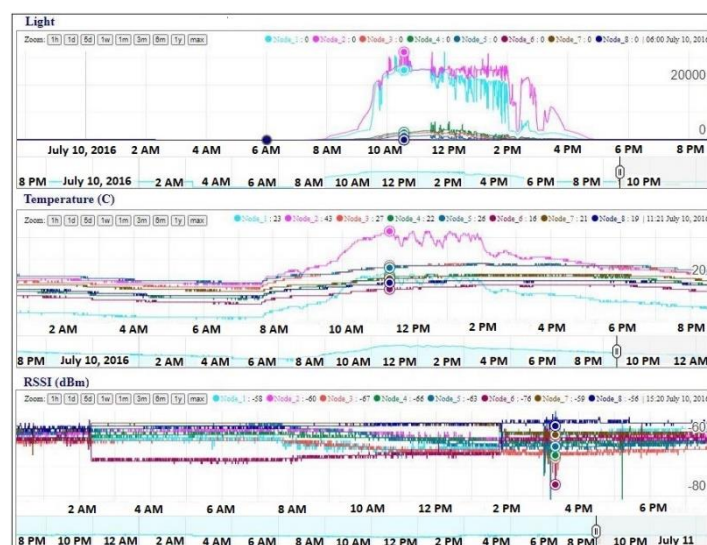 Light
Zoom: 1h 1d 5d 1w 1m 3m 6m 1y max Node_1 : 0 Node_2 : 0 Node_3 : 0 Node_4 : 0 Node_5 : 0 Node_6 : 0 Node_7 : 0 Node_8 : 0 | 06:00 July 10, 2016
20000
0
July 10, 2016 2 AM 4 AM 6 AM 8 AM 10 AM 12 PM 2 PM 4 PM 6 PM 8 PM
8 PM July 10, 2016 2 AM 4 AM 6 AM 8 AM 10 AM 12 PM 2 PM 4 PM 6 PM 8 PM 10 PM
Temperature (C)
Zoom: 1h 1d 5d 1w 1m 3m 6m 1y max Node_1 : 23 Node_2 : 43 Node_3 : 27 Node_4 : 22 Node_5 : 26 Node_6 : 16 Node_7 : 21 Node_8 : 19 | 11:21 July 10, 2016
20
2 AM 4 AM 6 AM 8 AM 10 AM 12 PM 2 PM 4 PM 6 PM 8 PM
8 PM July 10, 2016 2 AM 4 AM 6 AM 8 AM 10 AM 12 PM 2 PM 4 PM 6 PM 8 PM 10 PM 12 AM
RSSI (dBm)
Zoom: 1h 1d 5d 1w 1m 3m 6m 1y max Node_1 : -58 Node_2 : -60 Node_3 : -67 Node_4 : -66 Node_5 : -63 Node_6 : -76 Node_7 : -59 Node_8 : -56 | 15:20 July 10, 2016
-60
-80
2 AM 4 AM 6 AM 8 AM 10 AM 12 PM 2 PM 4 PM 6 PM
8 PM 10 PM 12 AM 2 AM 4 AM 6 AM 8 AM 10 AM 12 PM 2 PM 4 PM 6 PM 8 PM 10 PM July 11